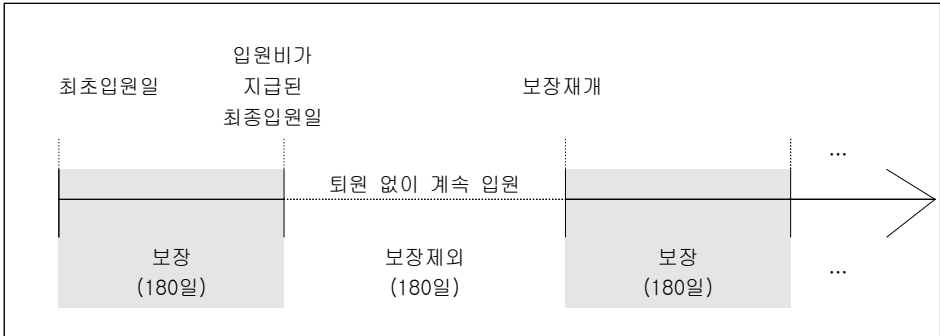 최초입원일
입원비가
지급된
최종입원일
보장재개
...
퇴원 없이 계속 입원
보장
(180일)
보장제외
(180일)
보장
(180일)
...